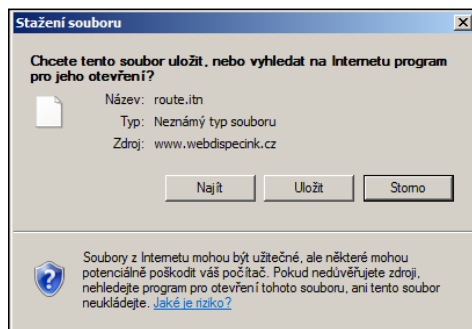 Stažení souboru
Chcete tento soubor uložit, nebo vyhledat na Internetu program
pro jeho otevření?
Název: route.itn
Typ: Neznámý typ souboru
Zdroj: www.webdispecink.cz
Najít Uložit Storno
Soubory z Internetu mohou být užitečné, ale některé mohou
potenciálně poškodit váš počítač. Pokud nedůvěřujete zdroji,
nehledejte program pro otevření tohoto souboru, ani tento soubor
neukládejte. Jaké je riziko?